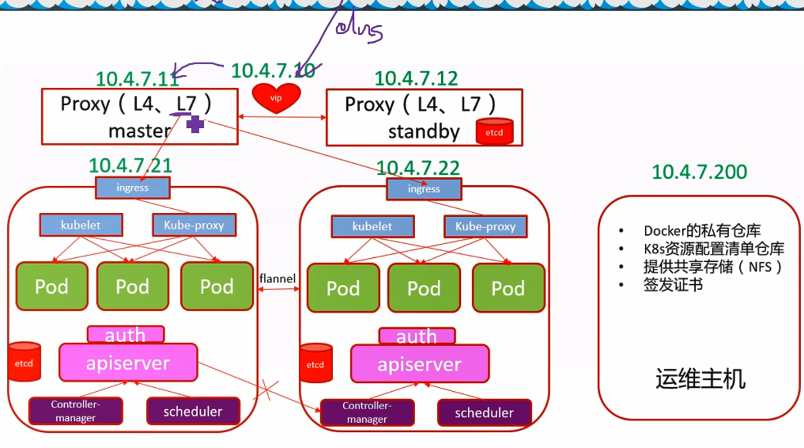 dns
10.4.7.11
10.4.7.10
10.4.7.12
vip
Proxy（L4、L7）
master
Proxy（L4、L7）
standby
etcd
10.4.7.21
10.4.7.22
10.4.7.200
ingress
ingress
kubelet
Kube-proxy
kubelet
Kube-proxy
Pod
Pod
Pod
flannel
Pod
Pod
Pod
• Docker的私有仓库
• K8s资源配置清单仓库
• 提供共享存储（NFS）
• 签发证书
auth
apiserver
etcd
auth
apiserver
etcd
运维主机
Controller-
manager
scheduler
Controller-
manager
scheduler